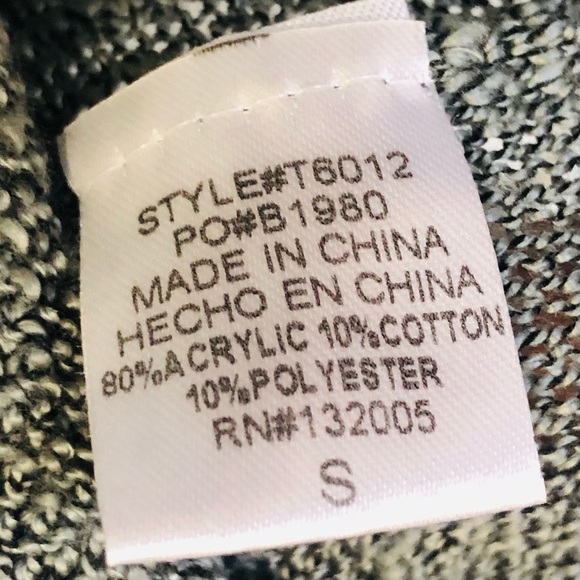 STYLE#T6012
PO#B1980
MADE IN CHINA
HECHO EN CHINA
80%ACRYLIC 10%COTTON
10%POLYESTER
RN#132005
S